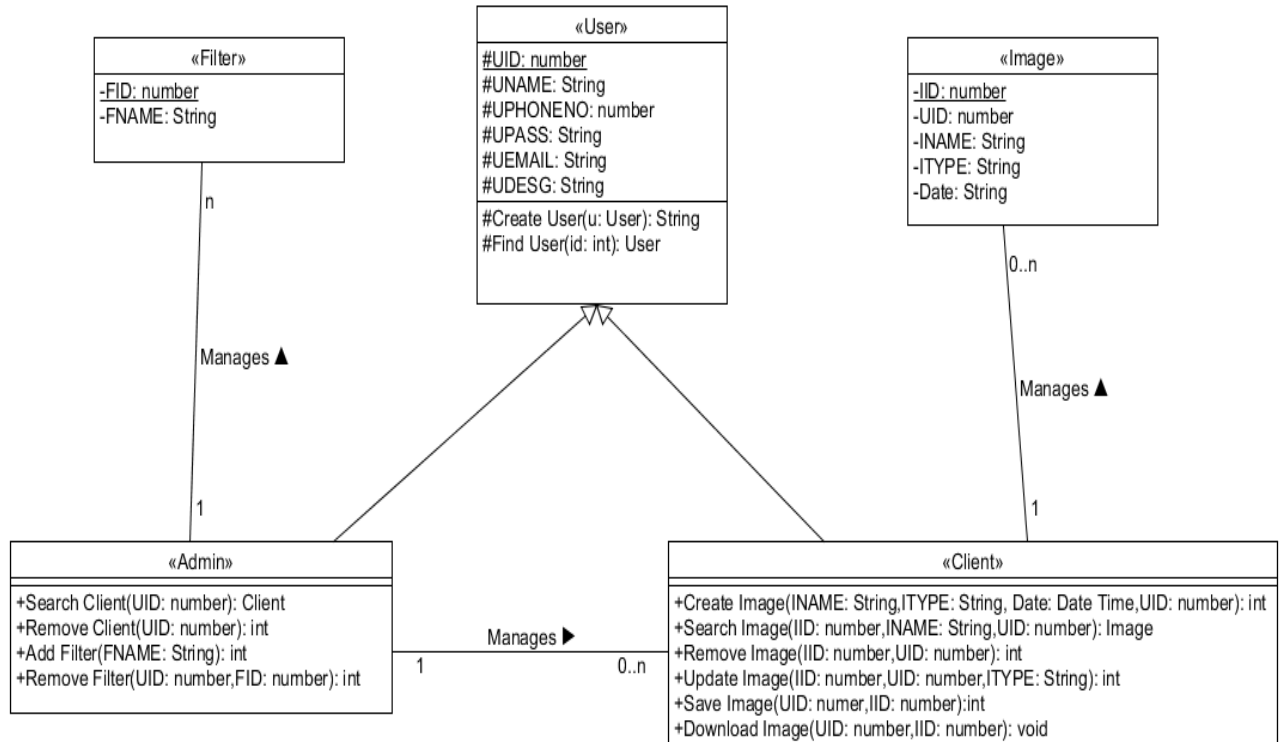 «Filter»
-FID: number
-FNAME: String
«User»
#UID: number
#UNAME: String
#UPHONENO: number
#UPASS: String
#UEMAIL: String
#UDESG: String
#Create User(u: User): String
#Find User(id: int): User
«Image»
-IID: number
-UID: number
-INAME: String
-ITYPE: String
-Date: String
n
Manages ▲
1
0..n
Manages ▲
1
«Admin»
+Search Client(UID: number): Client
+Remove Client(UID: number): int
+Add Filter(FNAME: String): int
+Remove Filter(UID: number,FID: number): int
Manages ▶
1
0..n
«Client»
+Create Image(INAME: String,ITYPE: String, Date: Date Time,UID: number): int
+Search Image(IID: number,INAME: String,UID: number): Image
+Remove Image(IID: number,UID: number): int
+Update Image(IID: number,UID: number,ITYPE: String): int
+Save Image(UID: numer,IID: number):int
+Download Image(UID: number,IID: number): void